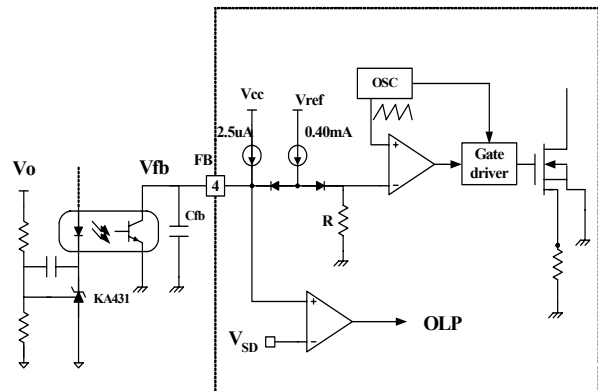 OSC
Vcc
Vref
2.5uA
0.40mA
Vo
Vfb
FB
4
Gate
driver
Cfb
R
KA431
VSD
OLP
+
-
+
-